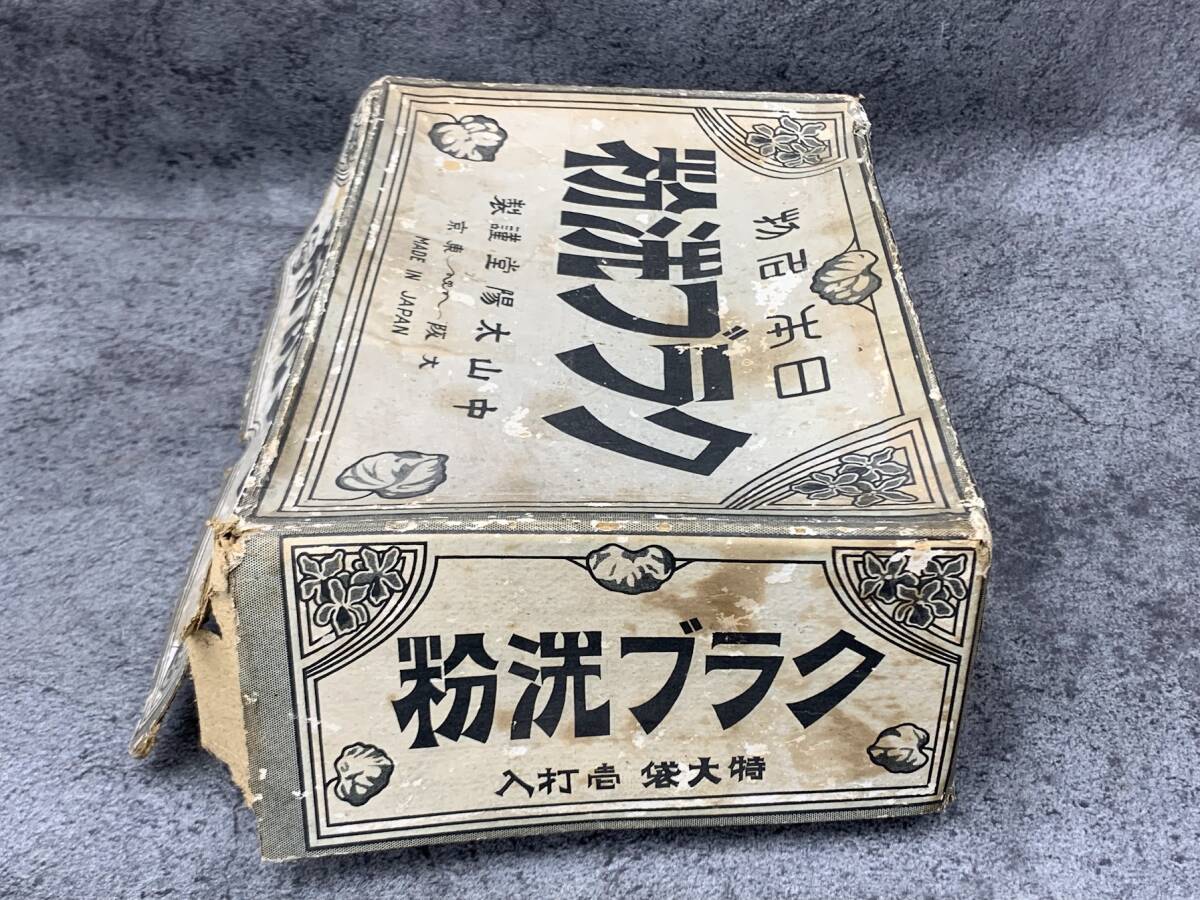 日本名物
クラブ洗粉
中山太陽堂謹製
大阪 東京
MADE IN JAPAN
クラブ洗粉
特大袋 壱打入